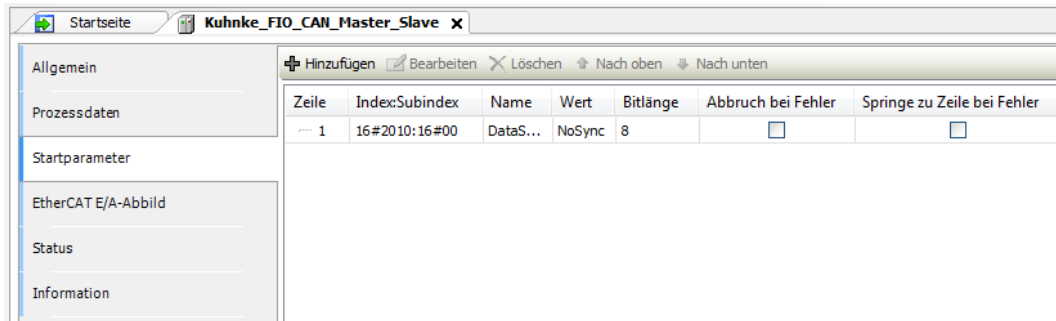 Startseite Kuhnke_FIO_CAN_Master_Slave X
Allgemein
Prozessdaten
Startparameter
EtherCAT E/A-Abbild
Status
Information
Hinzufügen Bearbeiten Löschen Nach oben Nach unten
Zeile Index:Subindex Name Wert Bitlänge Abbruch bei Fehler Springe zu Zeile bei Fehler
1 16#2010:16#00 DataS... NoSync 8